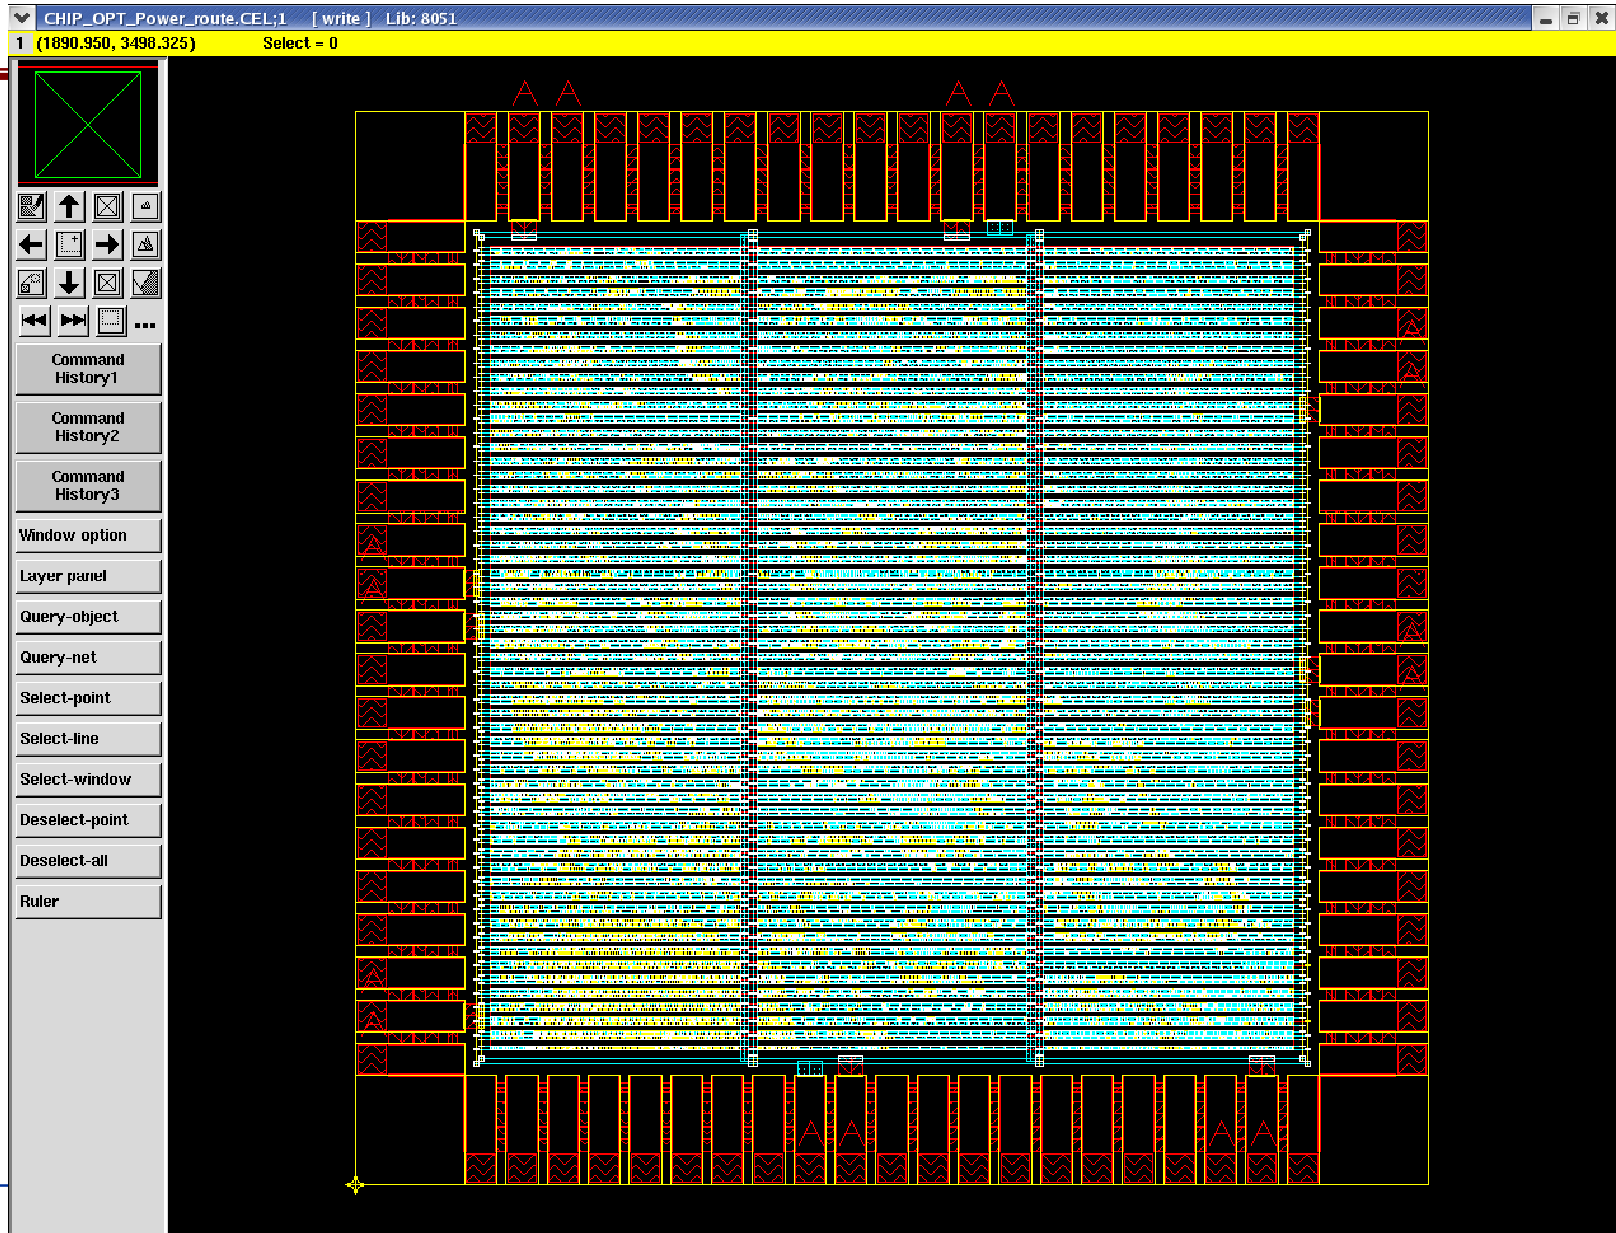 CHIP_OPT_Power_route.CEL;1 [ write ] Lib: 8051
1 (1890.950, 3498.325) Select = 0
Command
History1
Command
History2
Command
History3
Window option
Layer panel
Query-object
Query-net
Select-point
Select-line
Select-window
Deselect-point
Deselect-all
Ruler